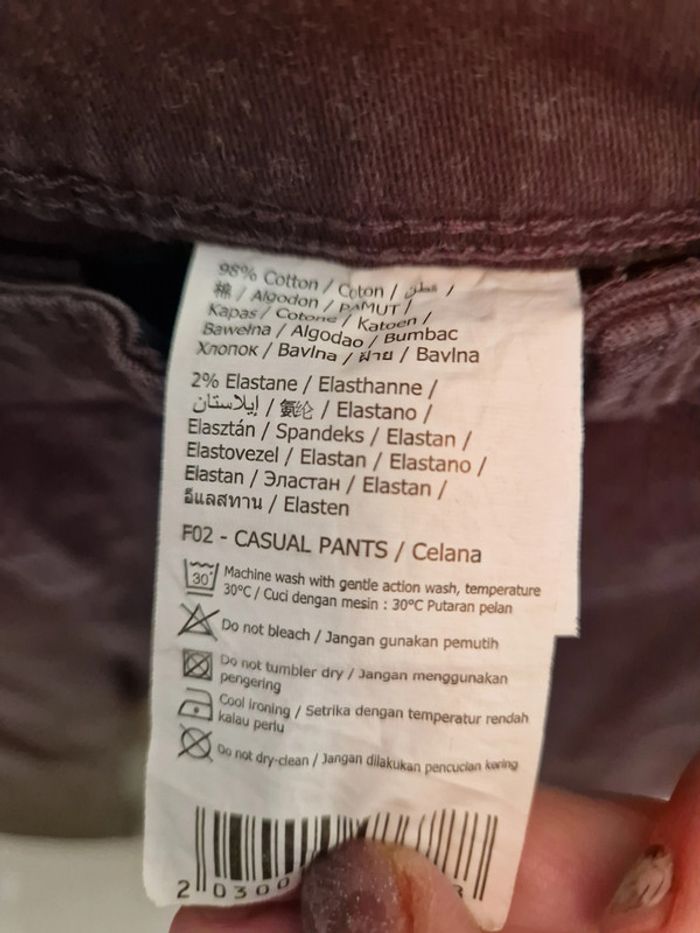 98% Cotton / Coton / قطن /
棉 / Algodon / PAMUT /
Kapas / Cotone / Katoen /
Bawełna / Algodao / Bumbac
Хлопок / Bavlna / ฝ้าย / Bavlna
2% Elastane / Elasthanne /
إيلاستان / 氨纶 / Elastano /
Elasztán / Spandeks / Elastan /
Elastovezel / Elastan / Elastano /
Elastan / Эластан / Elastan /
อีแลสทาน / Elasten
F02 - CASUAL PANTS / Celana
30° Machine wash with gentle action wash, temperature
30°C / Cuci dengan mesin : 30°C Putaran pelan
Do not bleach / Jangan gunakan pemutih
Do not tumbler dry / Jangan menggunakan
pengering
Cool ironing / Setrika dengan temperatur rendah
kalau perlu
Do not dry-clean / Jangan dilakukan pencucian kering
2 0300